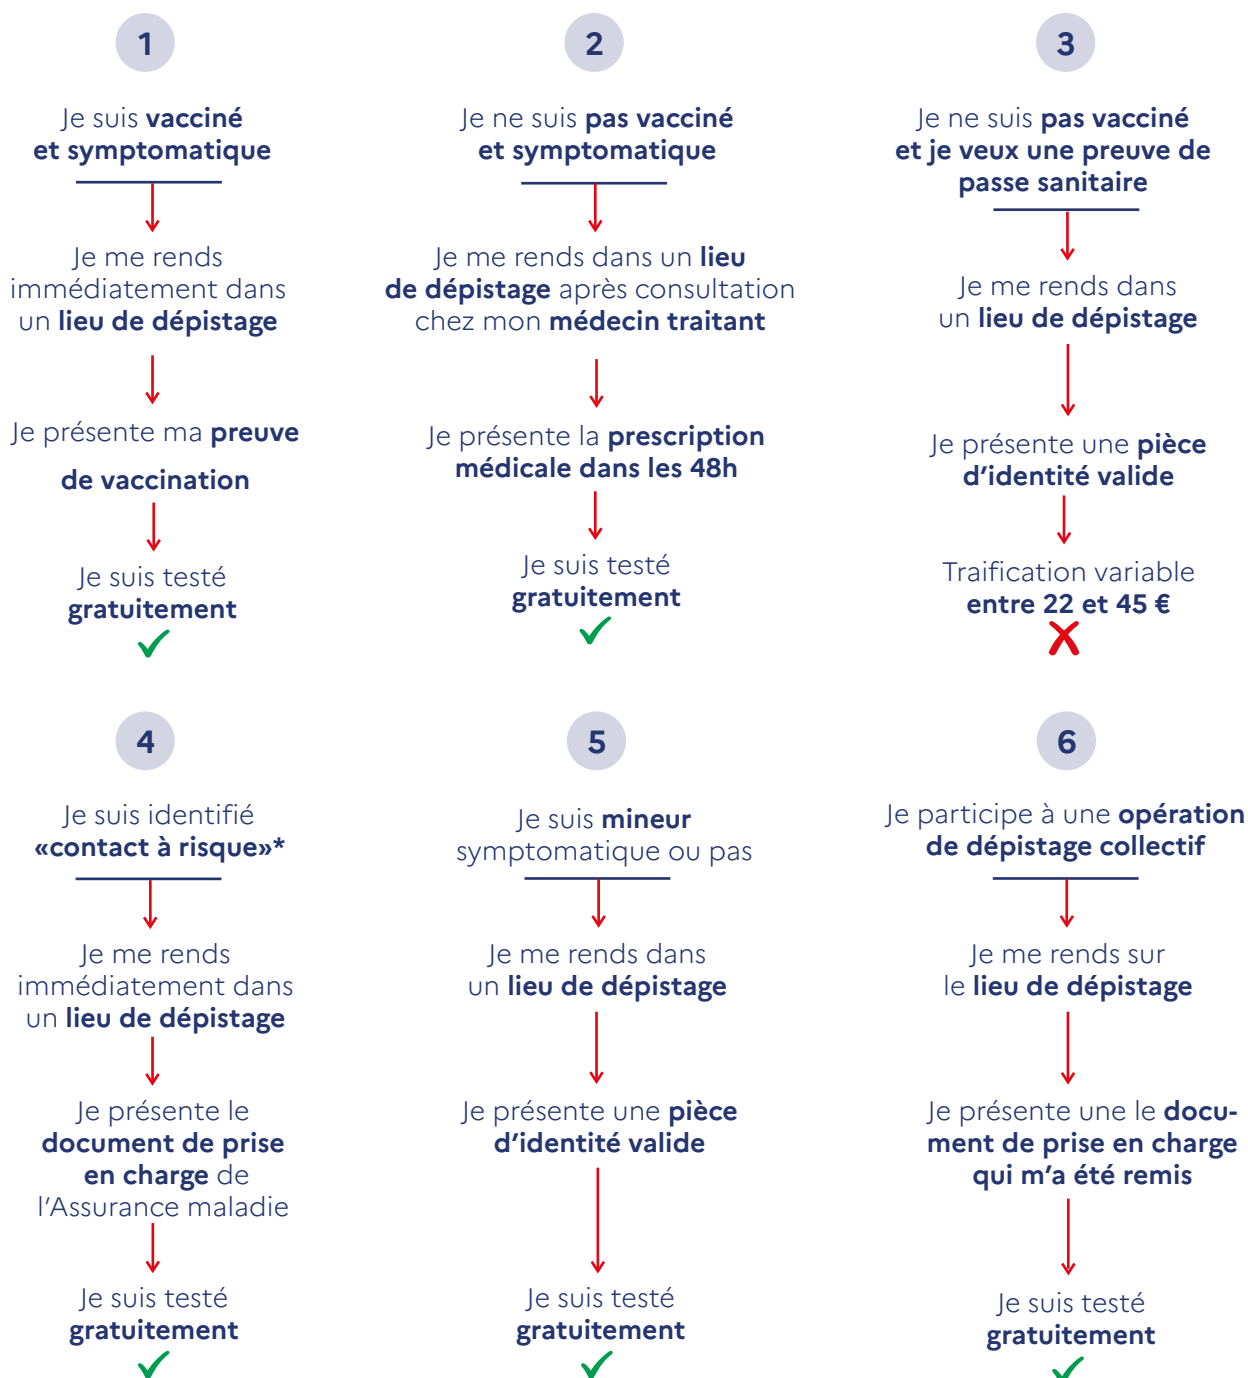 1
Je suis vacciné
et symptomatique
Je me rends
immédiatement dans
un lieu de dépistage
Je présente ma preuve
de vaccination
Je suis testé
gratuitement
2
Je ne suis pas vacciné
et symptomatique
Je me rends dans un lieu
de dépistage après consultation
chez mon médecin traitant
Je présente la prescription
médicale dans les 48h
Je suis testé
gratuitement
3
Je ne suis pas vacciné
et je veux une preuve de
passe sanitaire
Je me rends dans
un lieu de dépistage
Je présente une pièce
d'identité valide
Traification variable
entre 22 et 45 €
4
Je suis identifié
«contact à risque»*
Je me rends
immédiatement dans
un lieu de dépistage
Je présente le
document de prise
en charge de
l'Assurance maladie
Je suis testé
gratuitement
5
Je suis mineur
symptomatique ou pas
Je me rends dans
un lieu de dépistage
Je présente une pièce
d'identité valide
Je suis testé
gratuitement
6
Je participe à une opération
de dépistage collectif
Je me rends sur
le lieu de dépistage
Je présente une le docu-
ment de prise en charge
qui m'a été remis
Je suis testé
gratuitement